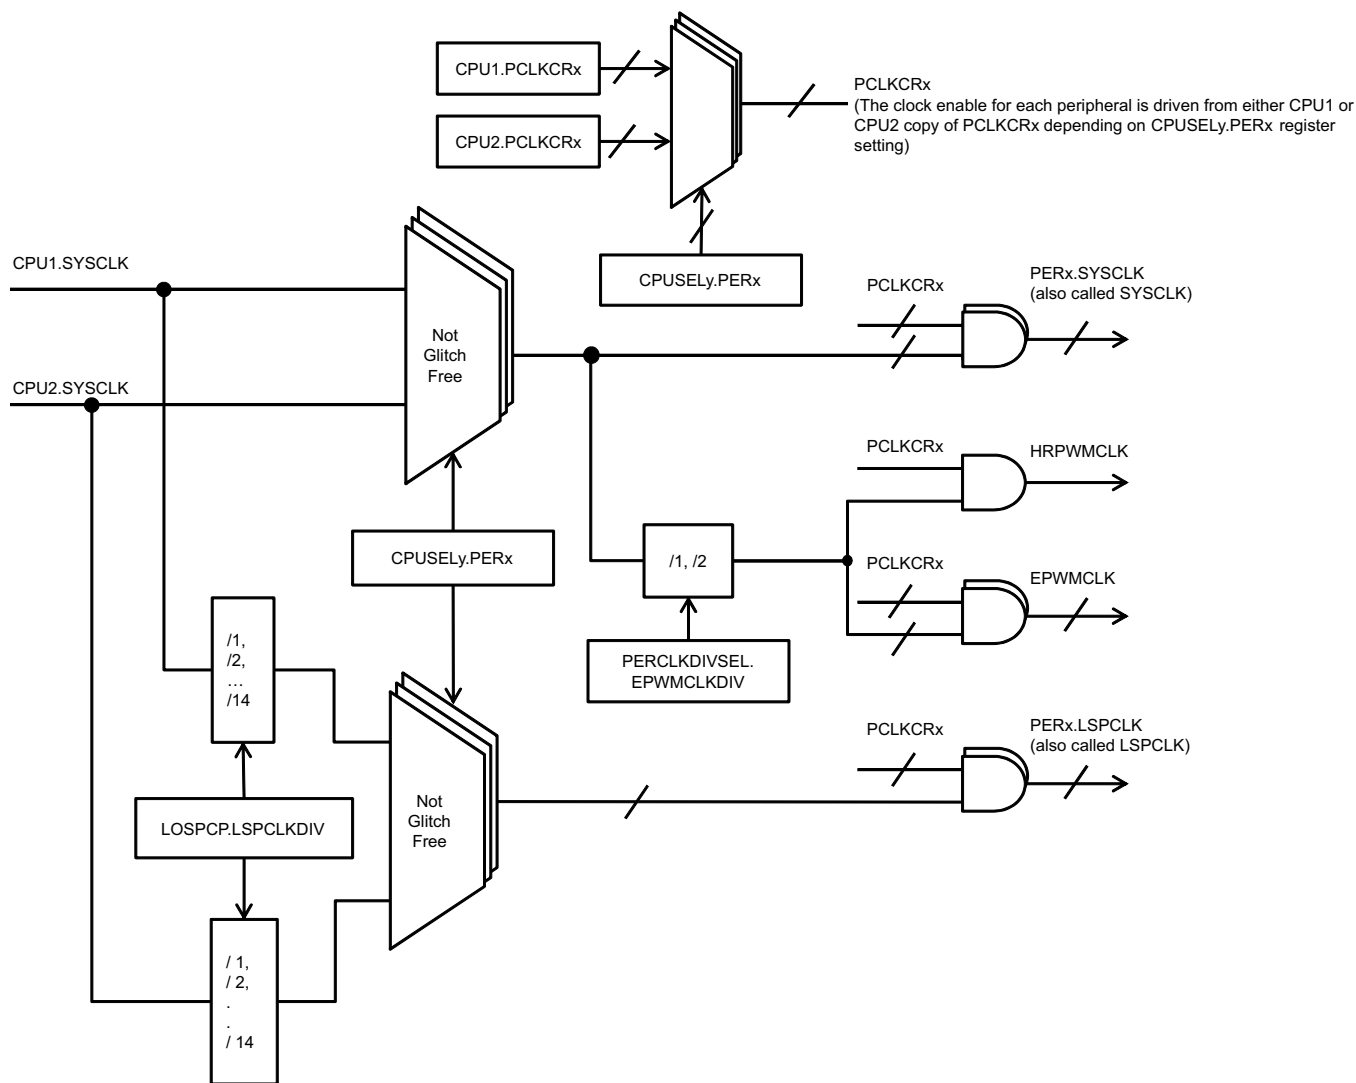 CPU1.PCLKCRx
CPU2.PCLKCRx
PCLKCRx
(The clock enable for each peripheral is driven from either CPU1 or
CPU2 copy of PCLKCRx depending on CPUSELy.PERx register
setting)
CPUSELy.PERx
CPU1.SYSCLK
CPU2.SYSCLK
Not
Glitch
Free
PCLKCRx
PERx.SYSCLK
(also called SYSCLK)
PCLKCRx
HRPWMCLK
CPUSELy.PERx
/1, /2
PCLKCRx
EPWMCLK
PERCLKDIVSEL.
EPWMCLKDIV
/1,
/2,
…
/14
PCLKCRx
PERx.LSPCLK
(also called LSPCLK)
LOSPCP.LSPCLKDIV
Not
Glitch
Free
/ 1,
/ 2,
.
.
/ 14